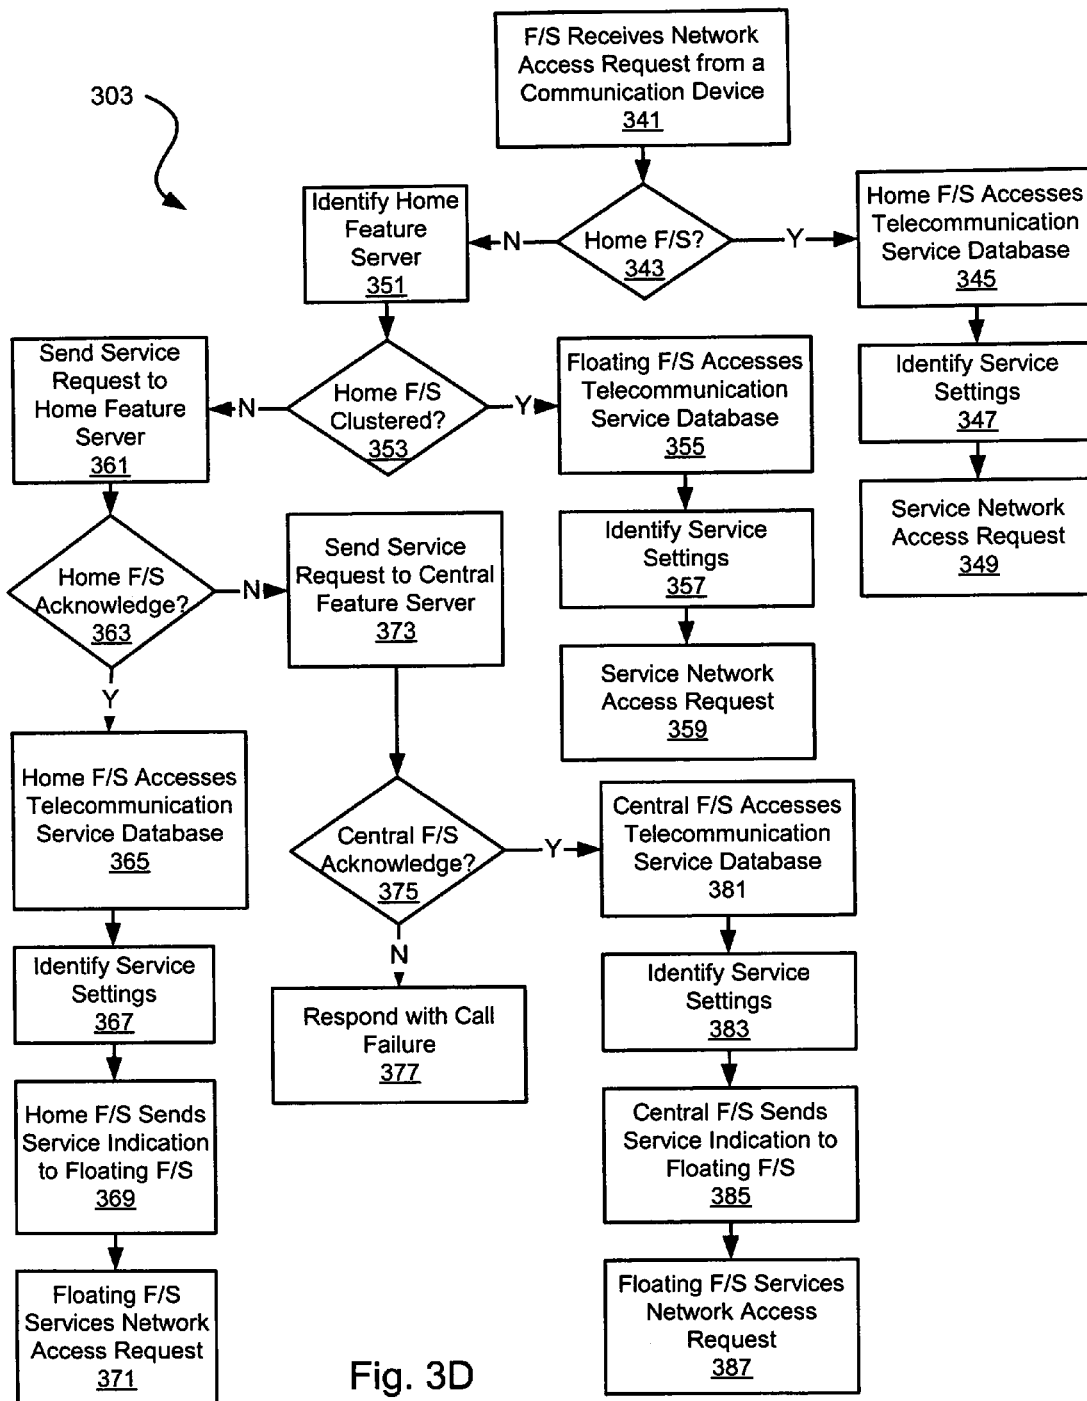 F/S Receives Network
Access Request from a
Communication Device
341
303
Identify Home
Feature
Server
351
N
Home F/S?
343
Y
Home F/S Accesses
Telecommunication
Service Database
345
Send Service
Request to
Home Feature
Server
361
N
Home F/S
Clustered?
353
Y
Floating F/S Accesses
Telecommunication
Service Database
355
Identify Service
Settings
347
Service Network
Access Request
349
Home F/S
Acknowledge?
363
N
Send Service
Request to Central
Feature Server
373
Identify Service
Settings
357
Service Network
Access Request
359
Y
Home F/S Accesses
Telecommunication
Service Database
365
Central F/S
Acknowledge?
375
Y
Central F/S Accesses
Telecommunication
Service Database
381
N
Identify Service
Settings
367
Respond with Call
Failure
377
Identify Service
Settings
383
Home F/S Sends
Service Indication
to Floating F/S
369
Central F/S Sends
Service Indication to
Floating F/S
385
Floating F/S
Services Network
Access Request
371
Floating F/S Services
Network Access
Request
387
Fig. 3D